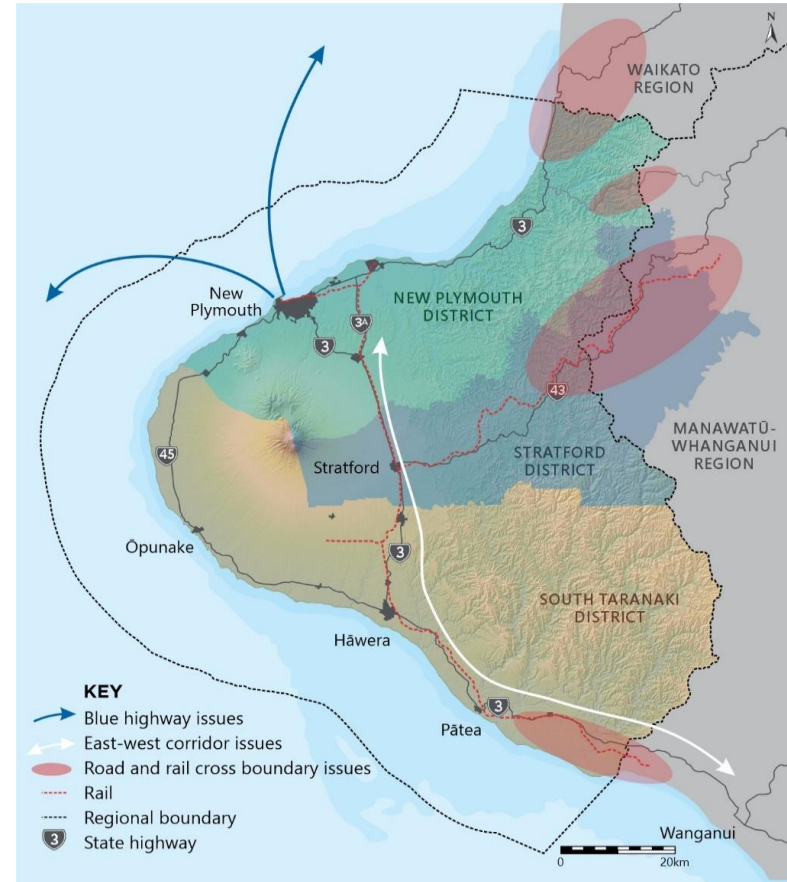 N
WAIKATO
REGION
3
New
Plymouth
NEW PLYMOUTH
DISTRICT
3A
3
43
MANAWATŪ-
WHANGANUI
REGION
45
Stratford
STRATFORD
DISTRICT
Ōpunake
3
SOUTH TARANAKI
DISTRICT
Hāwera
KEY
Blue highway issues
East-west corridor issues
Road and rail cross boundary issues
Rail
Regional boundary
3 State highway
Pātea
3
Wanganui
0 20km